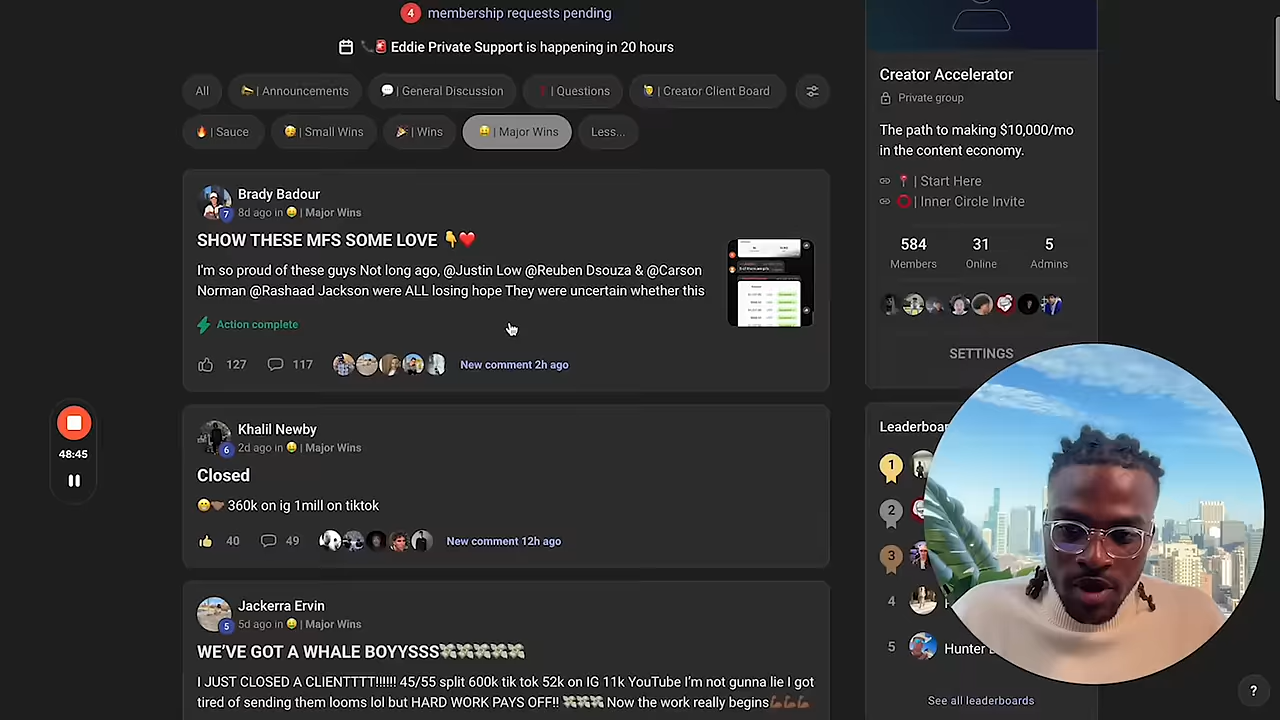 4 membership requests pending
📞🚨 Eddie Private Support is happening in 20 hours
All
📣 | Announcements
💬 | General Discussion
❓ | Questions
| Creator Client Board
🔥 | Sauce
| Small Wins
🎉 | Wins
| Major Wins
Less...
Brady Badour
7
8d ago in | Major Wins
SHOW THESE MFS SOME LOVE 👇❤️
I'm so proud of these guys Not long ago, @Jun y @Reuben Dsouza & @Carson
Norman @Rashaad Jackson were ALL losing hope They were uncertain whether this
Action complete
127
117
New comment 2h ago
Khalil Newby
6
2d ago in | Major Wins
Closed
360k on ig 1mill on tiktok
40
49
New comment 12h ago
Jackerra Ervin
5
5d ago in | Major Wins
WE'VE GOT A WHALE BOYYSSS💸💸💸💸💸💸
I JUST CLOSED A CLIENTTTT!!!!!! 45/55 split 600k tik tok 52k on IG 11k YouTube I'm not gunna lie I got
tired of sending them looms lol but HARD WORK PAYS OFF!! 💸💸💸 Now the work really begins💪🏾💪🏾💪🏾
48:45
Creator Accelerator
Private group
The path to making $10,000/mo
in the content economy.
📍 | Start Here
⭕ | Inner Circle Invite
584
Members
31
Online
5
Admins
SETTINGS
Leaderboar
1
2
3
4
5
Hunter
See all leaderboards
?